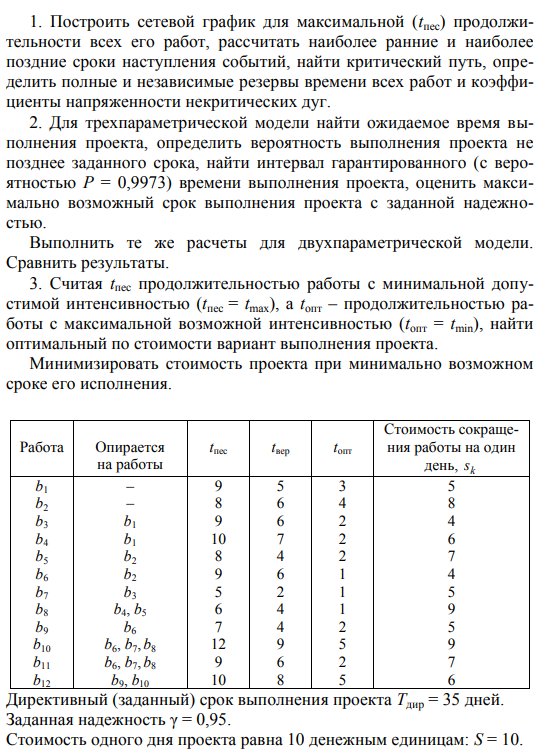 1. Построить сетевой график для максимальной (tпес) продолжи-
тельности всех его работ, рассчитать наиболее ранние и наиболее
поздние сроки наступления событий, найти критический путь, опре-
делить полные и независимые резервы времени всех работ и коэффи-
циенты напряженности некритических дуг.
2. Для трехпараметрической модели найти ожидаемое время вы-
полнения проекта, определить вероятность выполнения проекта не
позднее заданного срока, найти интервал гарантированного (с веро-
ятностью P = 0,9973) времени выполнения проекта, оценить макси-
мально возможный срок выполнения проекта с заданной надежно-
стью.
Выполнить те же расчеты для двухпараметрической модели.
Сравнить результаты.
3. Считая tпес продолжительностью работы с минимальной допу-
стимой интенсивностью (tпес = tmax), а tопт – продолжительностью ра-
боты с максимальной возможной интенсивностью (tопт = tmin), найти
оптимальный по стоимости вариант выполнения проекта.
Минимизировать стоимость проекта при минимально возможном
сроке его исполнения.
Работа Опирается на работы tпес tвер tопт Стоимость сокраще-ния работы на один день, sk
b1 – 9 5 3 5
b2 – 8 6 4 8
b3 b1 9 6 2 4
b4 b1 10 7 2 6
b5 b2 8 4 2 7
b6 b2 9 6 1 4
b7 b3 5 2 1 5
b8 b4, b5 6 4 1 9
b9 b6 7 4 2 5
b10 b6, b7, b8 12 9 5 9
b11 b6, b7, b8 9 6 2 7
b12 b9, b10 10 8 5 6
Директивный (заданный) срок выполнения проекта Tдир = 35 дней.
Заданная надежность γ = 0,95.
Стоимость одного дня проекта равна 10 денежным единицам: S = 10.